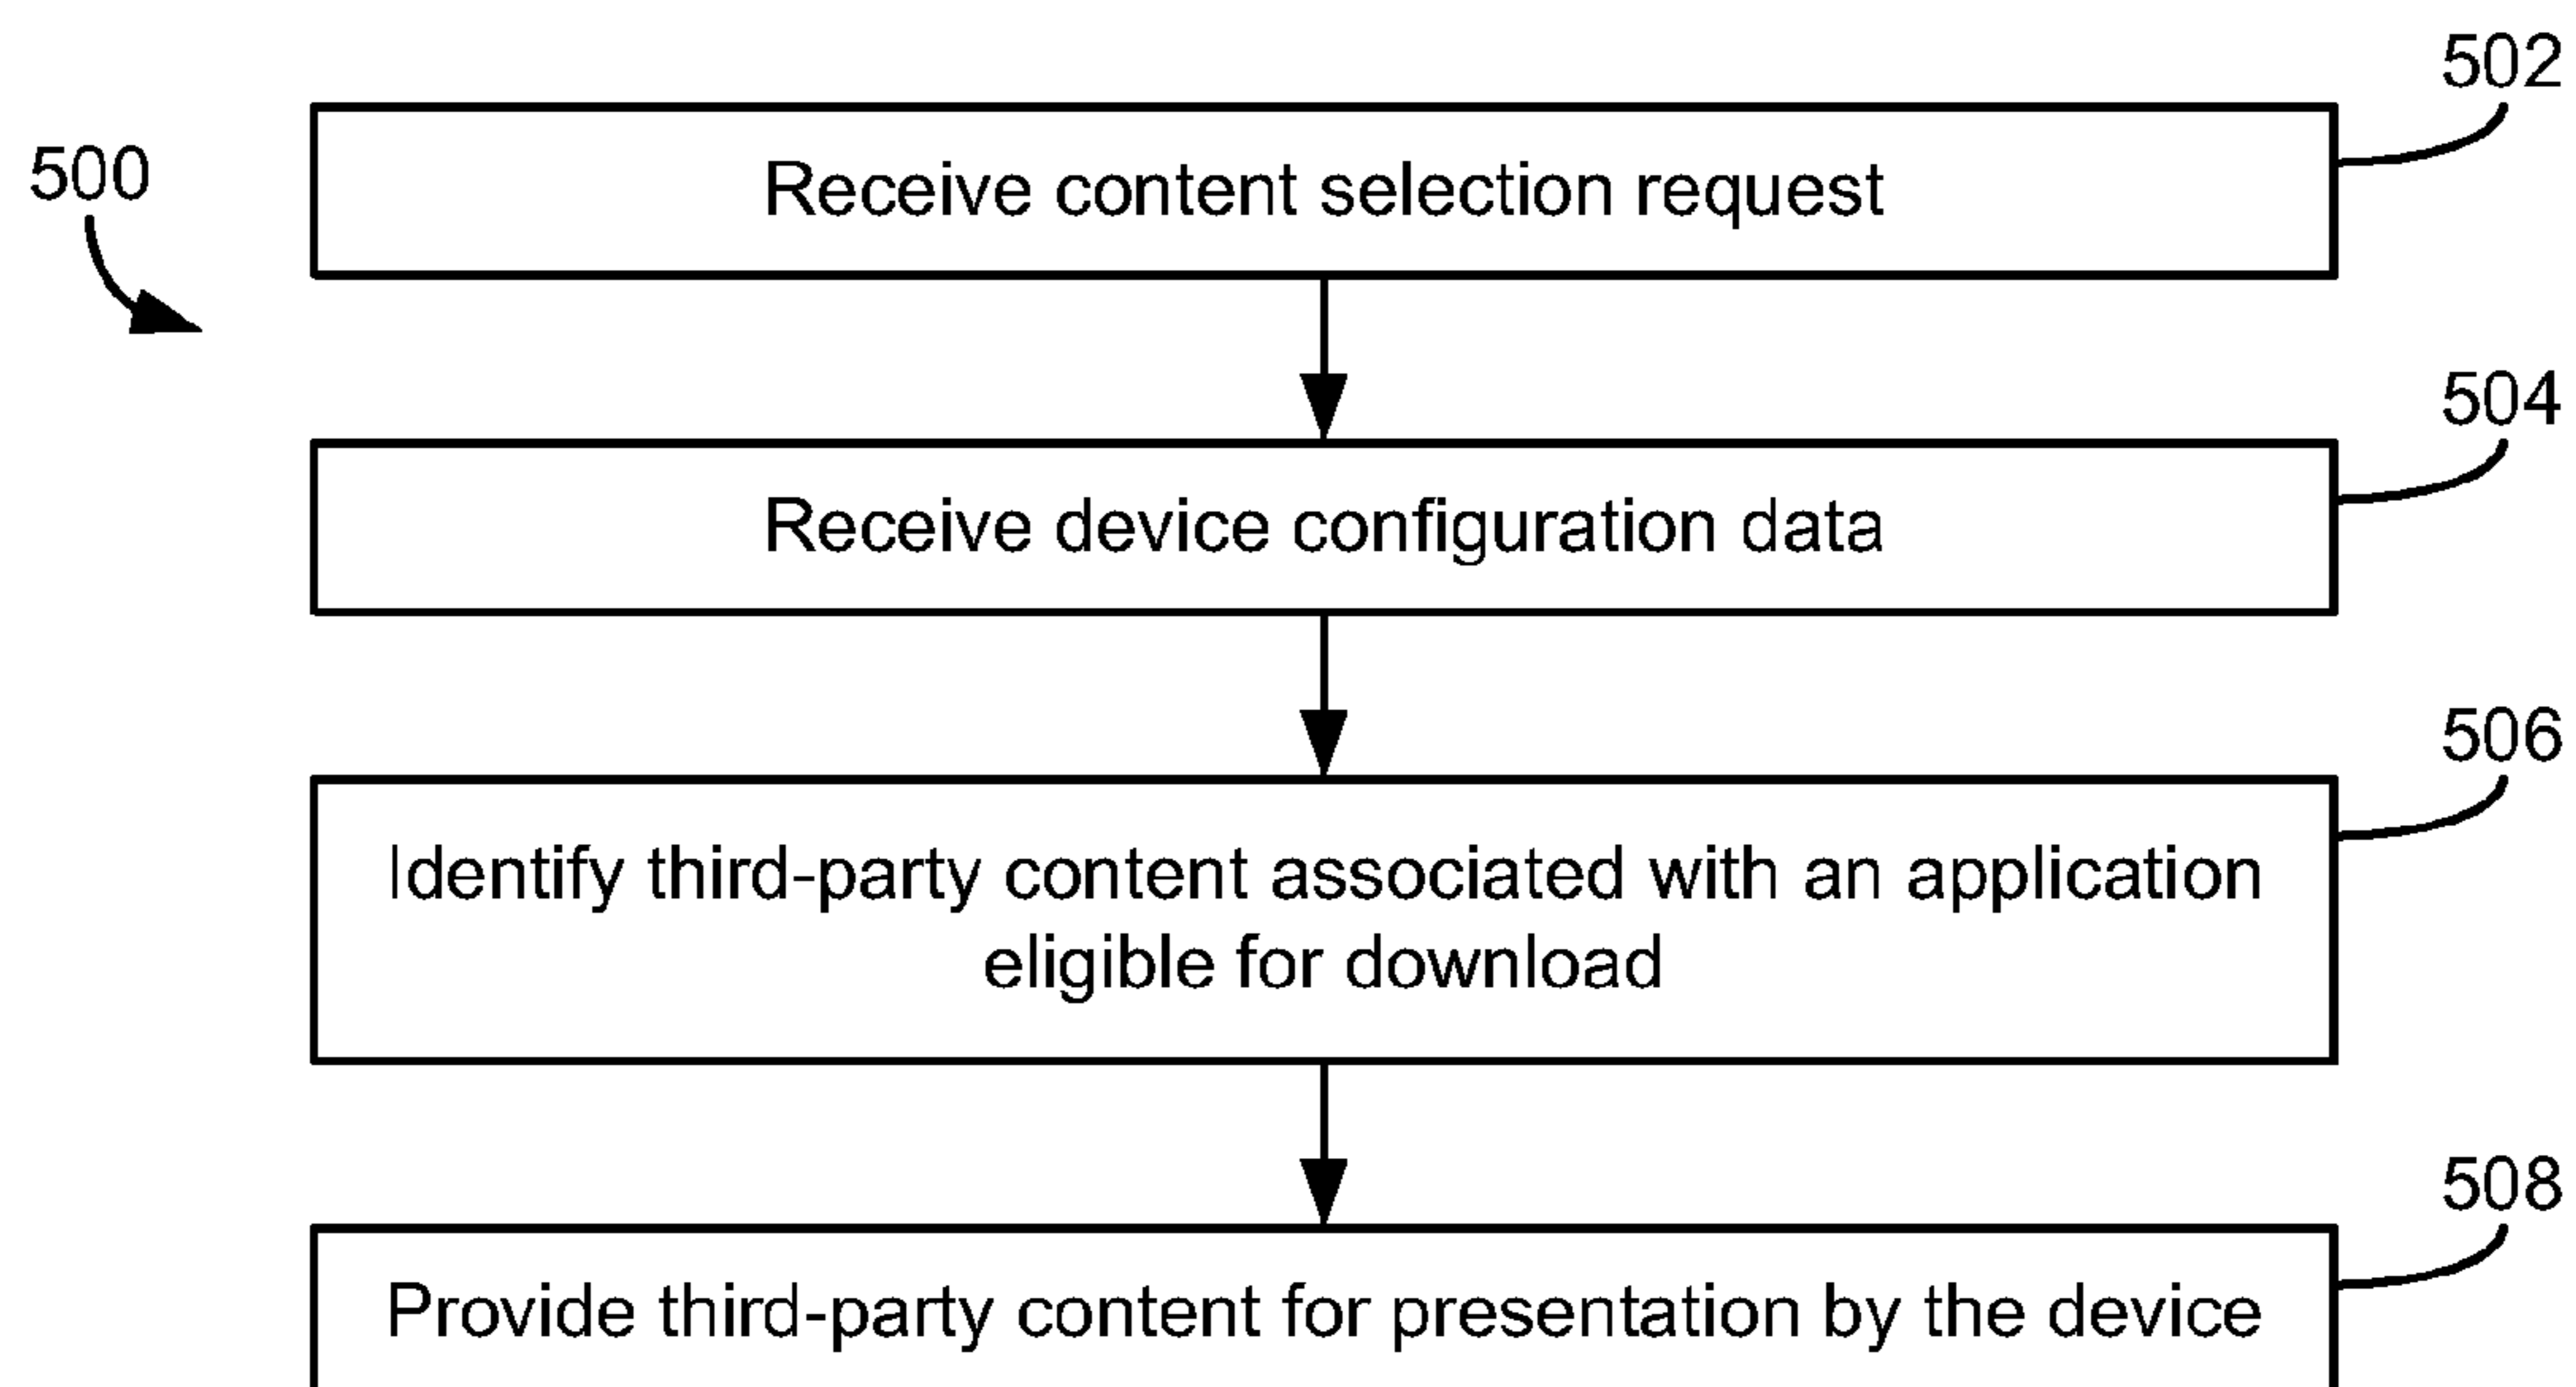 502
500
Receive content selection request
504
Receive device configuration data
506
Identify third-party content associated with an application
eligible for download
508
Provide third-party content for presentation by the device